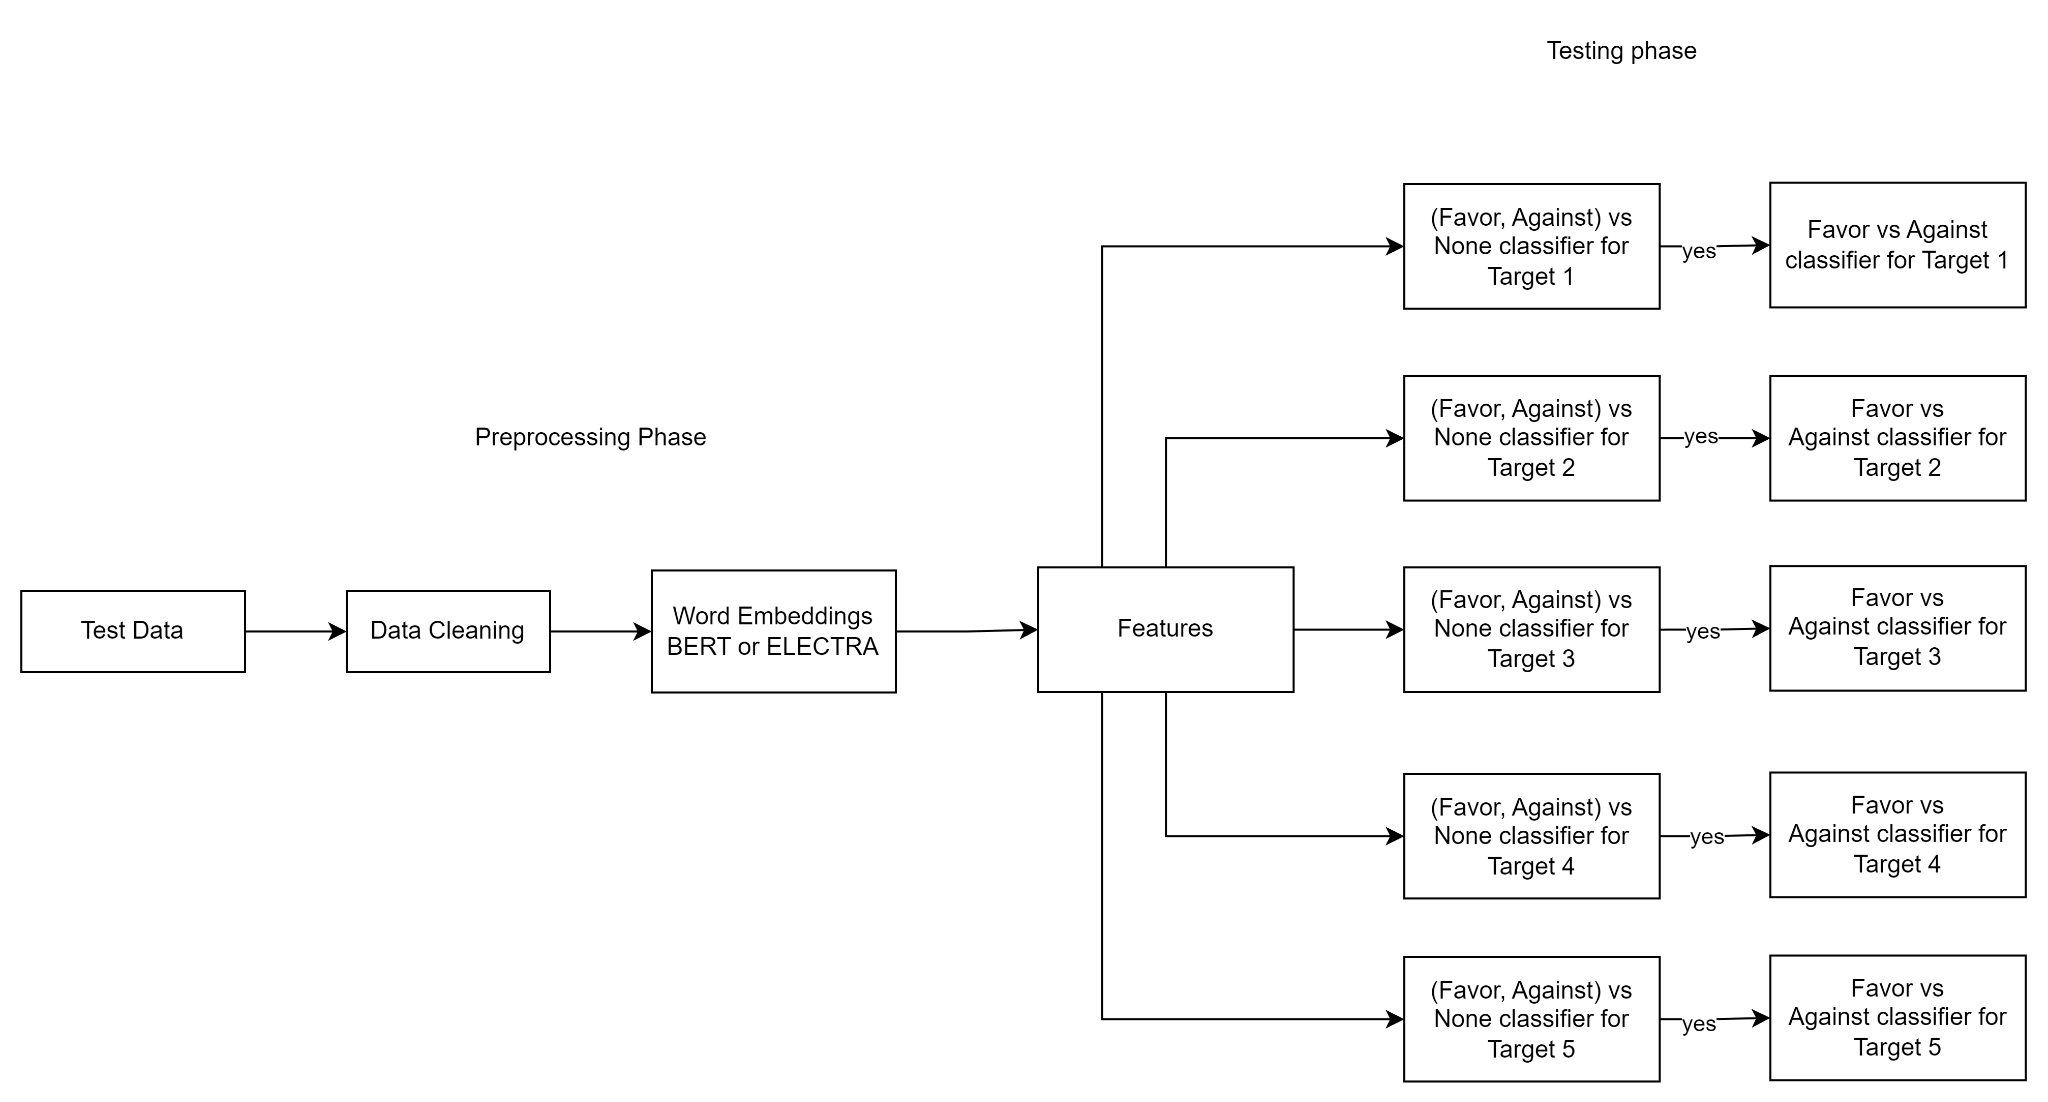 Testing phase
Preprocessing Phase
Test Data
Data Cleaning
Word Embeddings
BERT or ELECTRA
Features
(Favor, Against) vs
None classifier for
Target 1
yes
Favor vs Against
classifier for Target 1
(Favor, Against) vs
None classifier for
Target 2
yes
Favor vs
Against classifier for
Target 2
(Favor, Against) vs
None classifier for
Target 3
yes
Favor vs
Against classifier for
Target 3
(Favor, Against) vs
None classifier for
Target 4
yes
Favor vs
Against classifier for
Target 4
(Favor, Against) vs
None classifier for
Target 5
yes
Favor vs
Against classifier for
Target 5